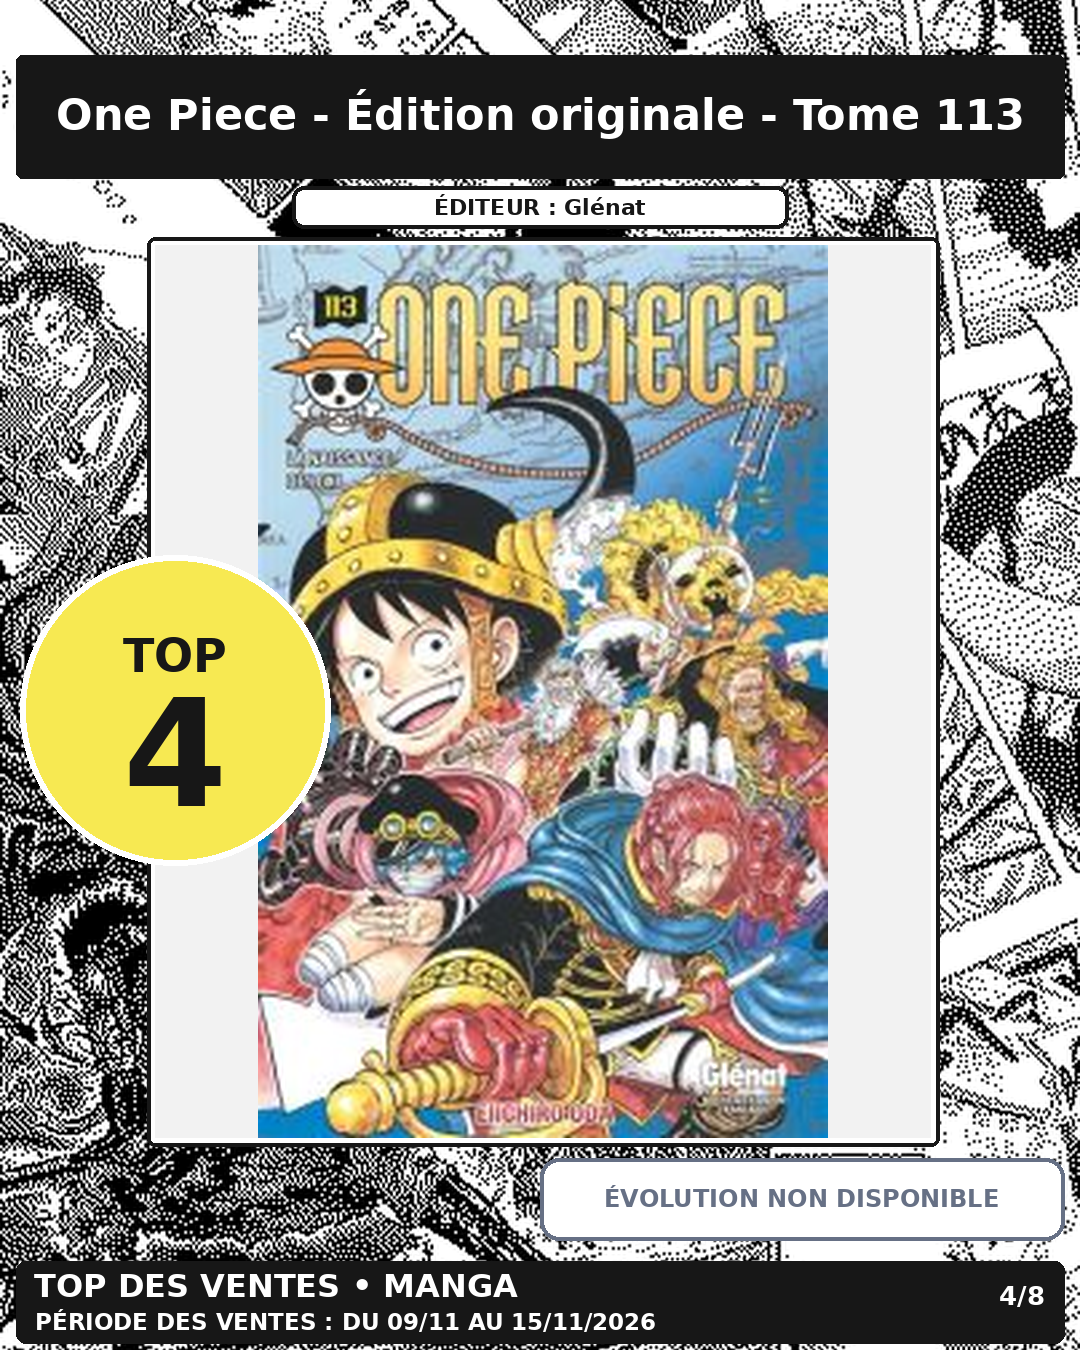 One Piece - Édition originale - Tome 113
ÉDITEUR : Glénat
113
ONE PIECE
TOP
4
Glénat
EIICHIRO ODA
ÉVOLUTION NON DISPONIBLE
TOP DES VENTES • MANGA
4/8
PÉRIODE DES VENTES : DU 09/11 AU 15/11/2026